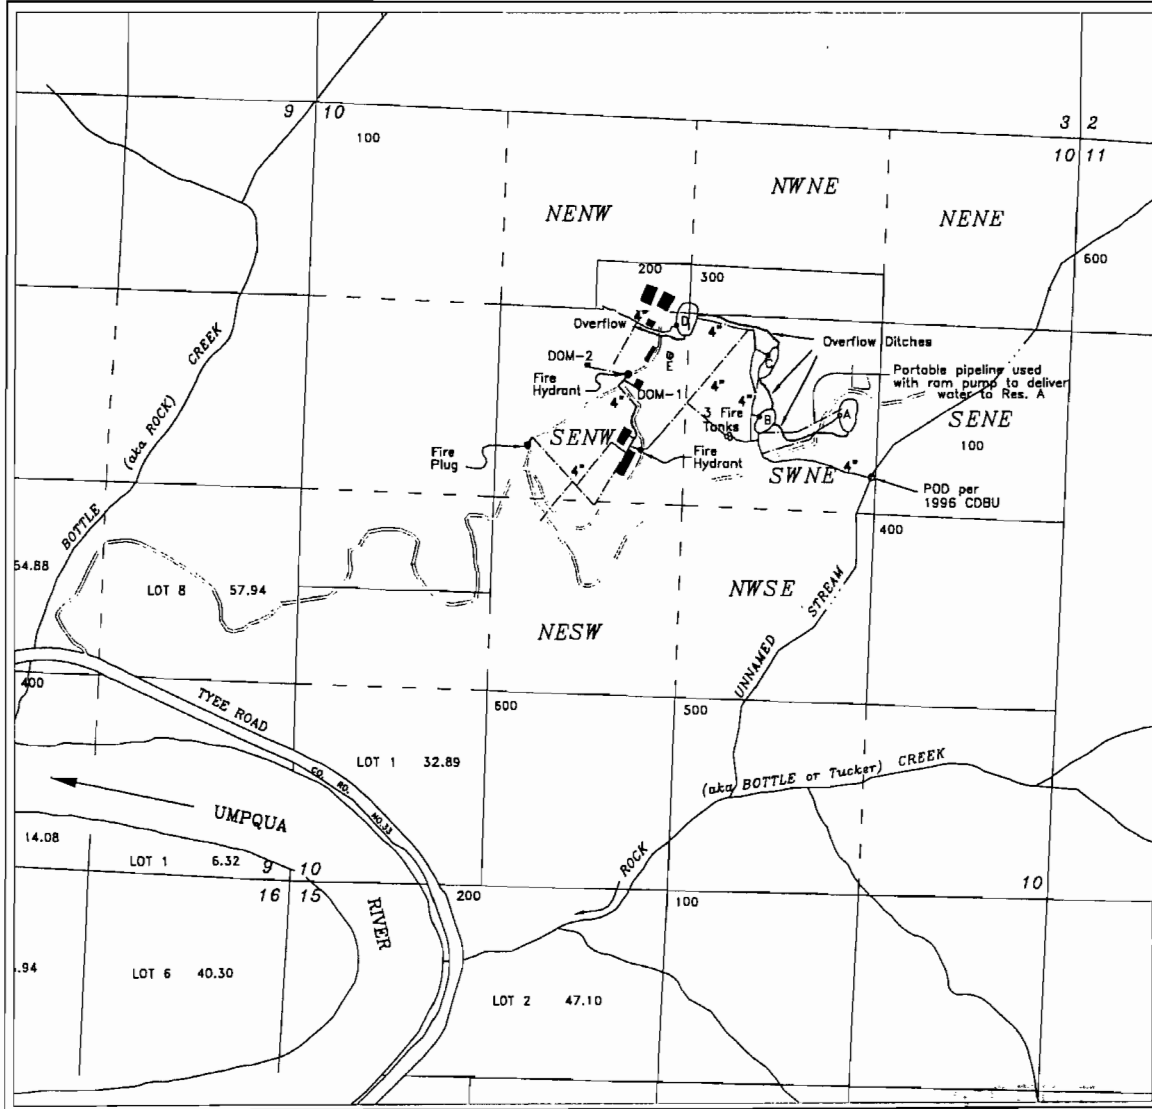 9 10
100
3 2
10 11
NWNE
NENW
NENE
600
200
300
Overflow
4"
D
4"
Overflow Ditches
E
C
DOM-2
Fire
Hydrant
DOM-1
4"
4"
4"
Portable pipeline used
with ram pump to deliver
water to Res. A
3 Fire
Tanks
B
A
SENE
100
SENW
Fire
Plug
Fire
Hydrant
4"
SWNE
4"
POD per
1996 CDBU
400
BOTTLE (aka ROCK) CREEK
54.88
LOT 8 57.94
NWSE
NESW
UNNAMED STREAM
400
TYEE ROAD
CO. RD. NO.33
600
500
LOT 1 32.89
(aka BOTTLE or Tucker) CREEK
UMPQUA
14.08
LOT 1 6.32
9 10
16 15
ROCK
200
100
10
RIVER
.94
LOT 6 40.30
LOT 2 47.10